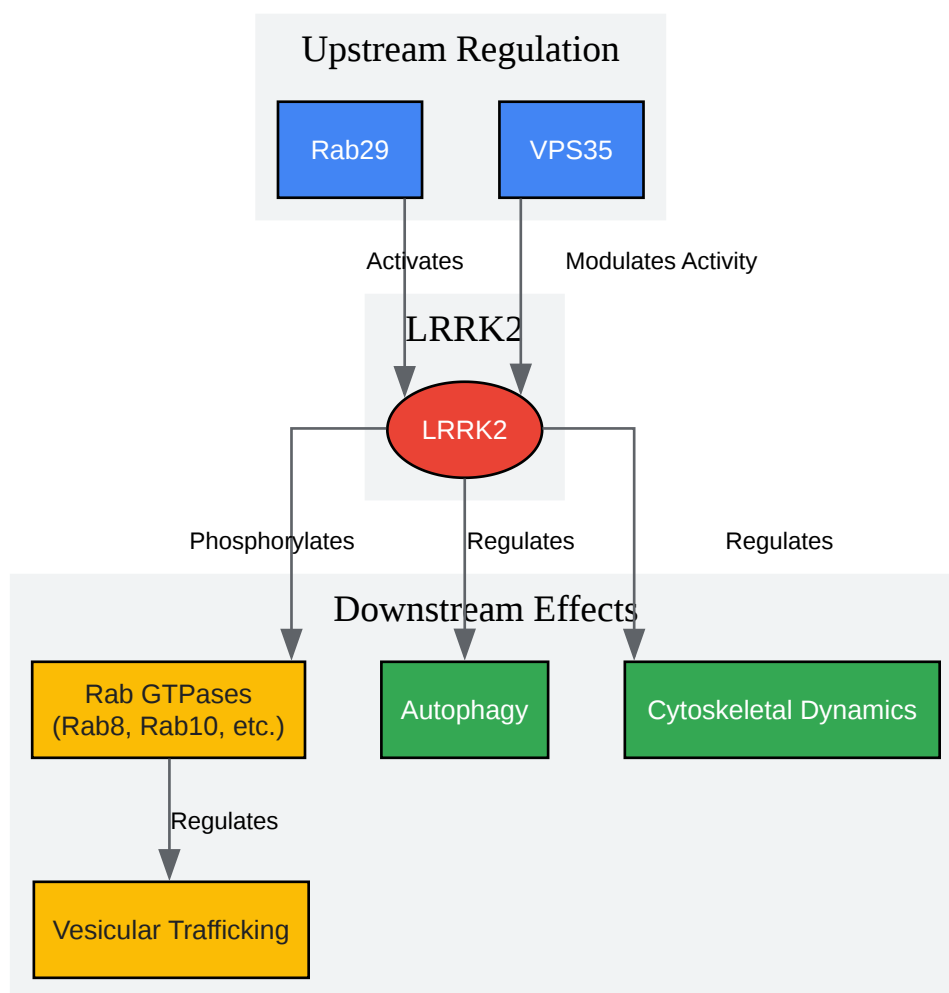 Upstream Regulation
Rab29
VPS35
Activates
Modulates Activity
LRRK2
LRRK2
Phosphorylates
Regulates
Regulates
Downstream Effects
Rab GTPases
(Rab8, Rab10, etc.)
Autophagy
Cytoskeletal Dynamics
Regulates
Vesicular Trafficking